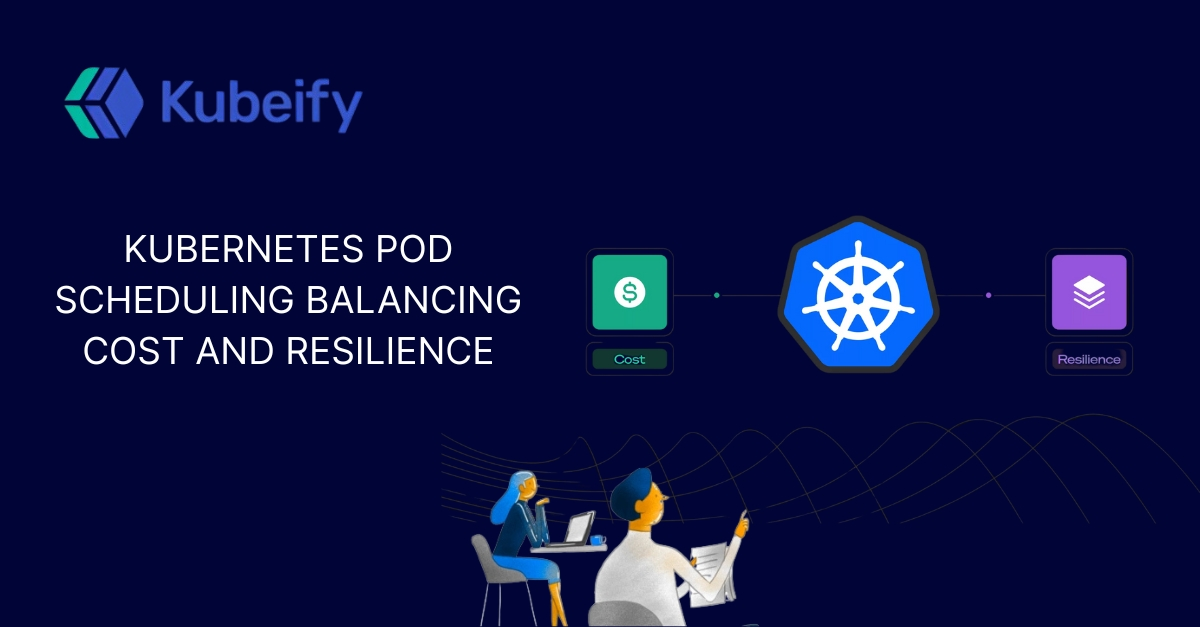 Kubeify
KUBERNETES POD
SCHEDULING BALANCING
COST AND RESILIENCE
$
Cost
Resilience